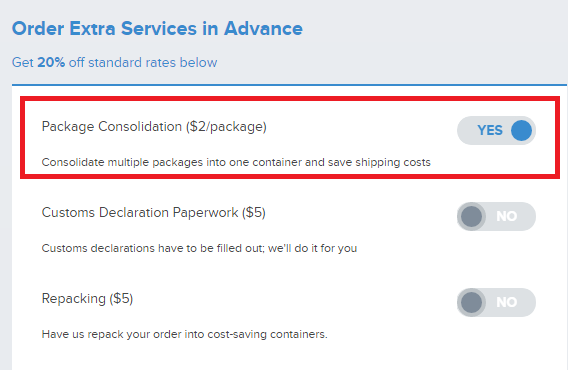 Order Extra Services in Advance
Get 20% off standard rates below
Package Consolidation ($2/package)
YES
Consolidate multiple packages into one container and save shipping costs
Customs Declaration Paperwork ($5)
NO
Customs declarations have to be filled out; we'll do it for you
Repacking ($5)
NO
Have us repack your order into cost-saving containers.